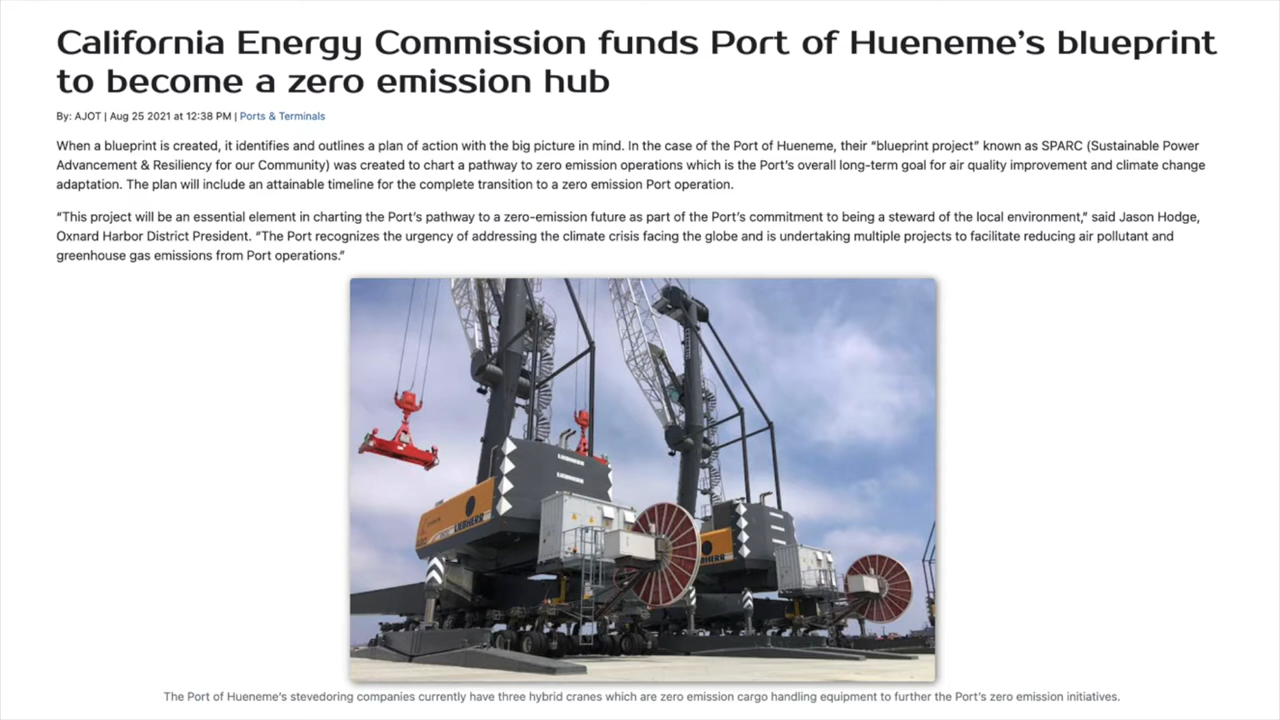 California Energy Commission funds Port of Hueneme’s blueprint
to become a zero emission hub
By: AJOT | Aug 25 2021 at 12:38 PM | Ports & Terminals
When a blueprint is created, it identifies and outlines a plan of action with the big picture in mind. In the case of the Port of Hueneme, their “blueprint project” known as SPARC (Sustainable Power
Advancement & Resiliency for our Community) was created to chart a pathway to zero emission operations which is the Port’s overall long-term goal for air quality improvement and climate change
adaptation. The plan will include an attainable timeline for the complete transition to a zero emission Port operation.
“This project will be an essential element in charting the Port’s pathway to a zero-emission future as part of the Port’s commitment to being a steward of the local environment,” said Jason Hodge,
Oxnard Harbor District President. “The Port recognizes the urgency of addressing the climate crisis facing the globe and is undertaking multiple projects to facilitate reducing air pollutant and
greenhouse gas emissions from Port operations.”
LIEBHERR
LIEBHERR
LIEBHERR
The Port of Hueneme’s stevedoring companies currently have three hybrid cranes which are zero emission cargo handling equipment to further the Port’s zero emission initiatives.